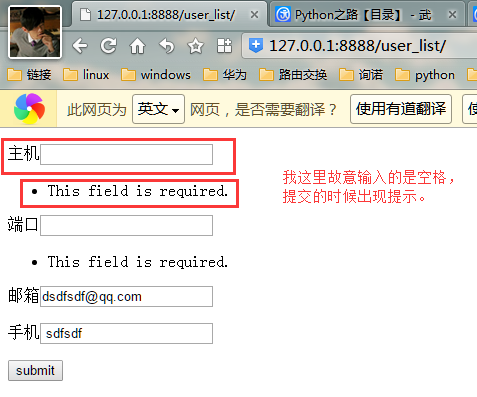 127.0.0.1:8888/user_list/
Python之路【目录】 - 武
127.0.0.1:8888/user_list/
链接 linux windows 华为 路由交换 询诺 python
此网页为 英文 网页，是否需要翻译？ 使用有道翻译
主机
This field is required.
我这里故意输入的是空格，
提交的时候出现提示。
端口
This field is required.
邮箱 dsdfsdf@qq.com
手机 sdfsdf
submit